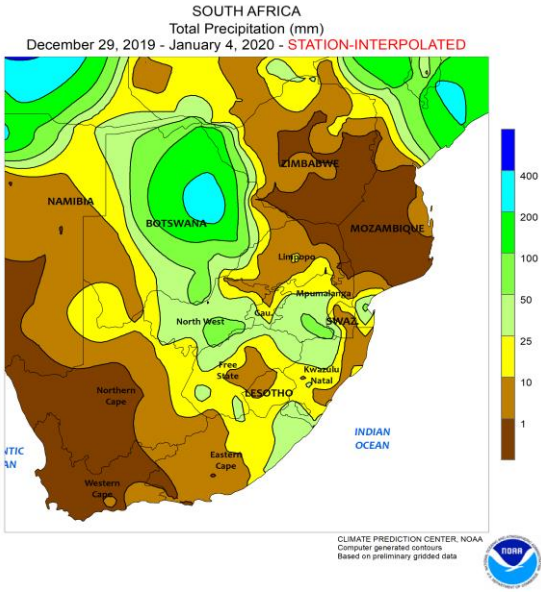 SOUTH AFRICA
Total Precipitation (mm)
December 29, 2019 - January 4, 2020 - STATION-INTERPOLATED
ZIMBABWE
NAMIBIA
BOTSWANA
MOZAMBIQUE
Limpopo
Mpumalanga
North West
Gau.
SWAZ.
Free
State
Kwazulu
Natal
Northern
Cape
LESOTHO
INDIAN
OCEAN
NTIC
AN
Eastern
Cape
Western
Cape
400
200
100
50
25
10
1
CLIMATE PREDICTION CENTER, NOAA
Computer generated contours
Based on preliminary gridded data
NOAA